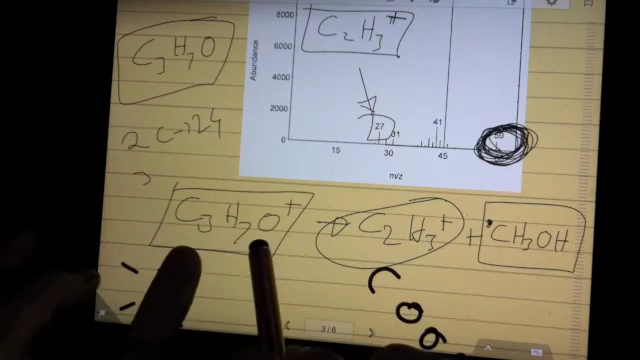 8000
6000
4000
2000
0
Abundance
15
30
45
27
31
41
m/z
C2H3+
C3H7O
2C→24
C3H7O+ → C2H3+ + •CH3OH
3/6